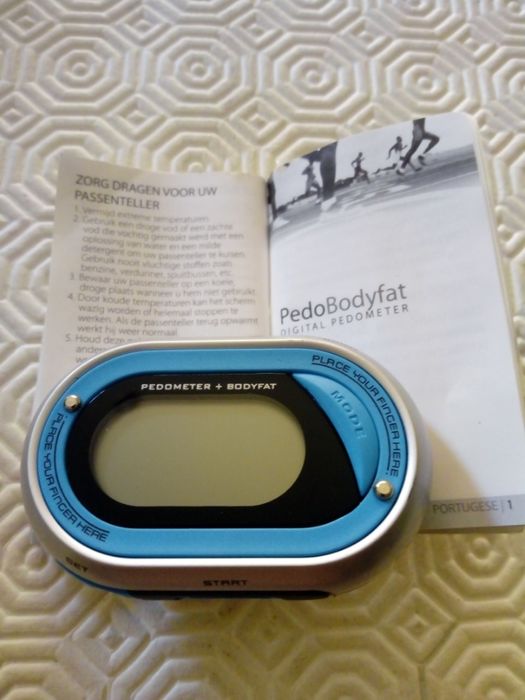 ZORG DRAGEN VOOR UW
PASSENTELLER
1. Vermijd extreme temperaturen
2. Gebruik een droge vod of een zachte
vod die vochtig gemaakt werd met een
oplossing van water en een milde
detergent om uw passenteller te kuisen.
Gebruik nooit vluchtige stoffen zoals
benzine, verdunner, spuitbussen, etc.
3. Bewaar uw passenteller op een koele,
droge plaats wanneer u hem niet gebruikt.
4. Door koude temperaturen kan het scherm
wazig worden of helemaal stoppen te
werken. Als de passenteller terug opwarmt
werkt hij weer normaal.
5. Houd deze
PedoBodyfat
DIGITAL PEDOMETER
PORTUGESE | 1
PEDOMETER + BODYFAT
PLACE YOUR FINGER HERE
MODE
PLACE YOUR FINGER HERE
SET
START